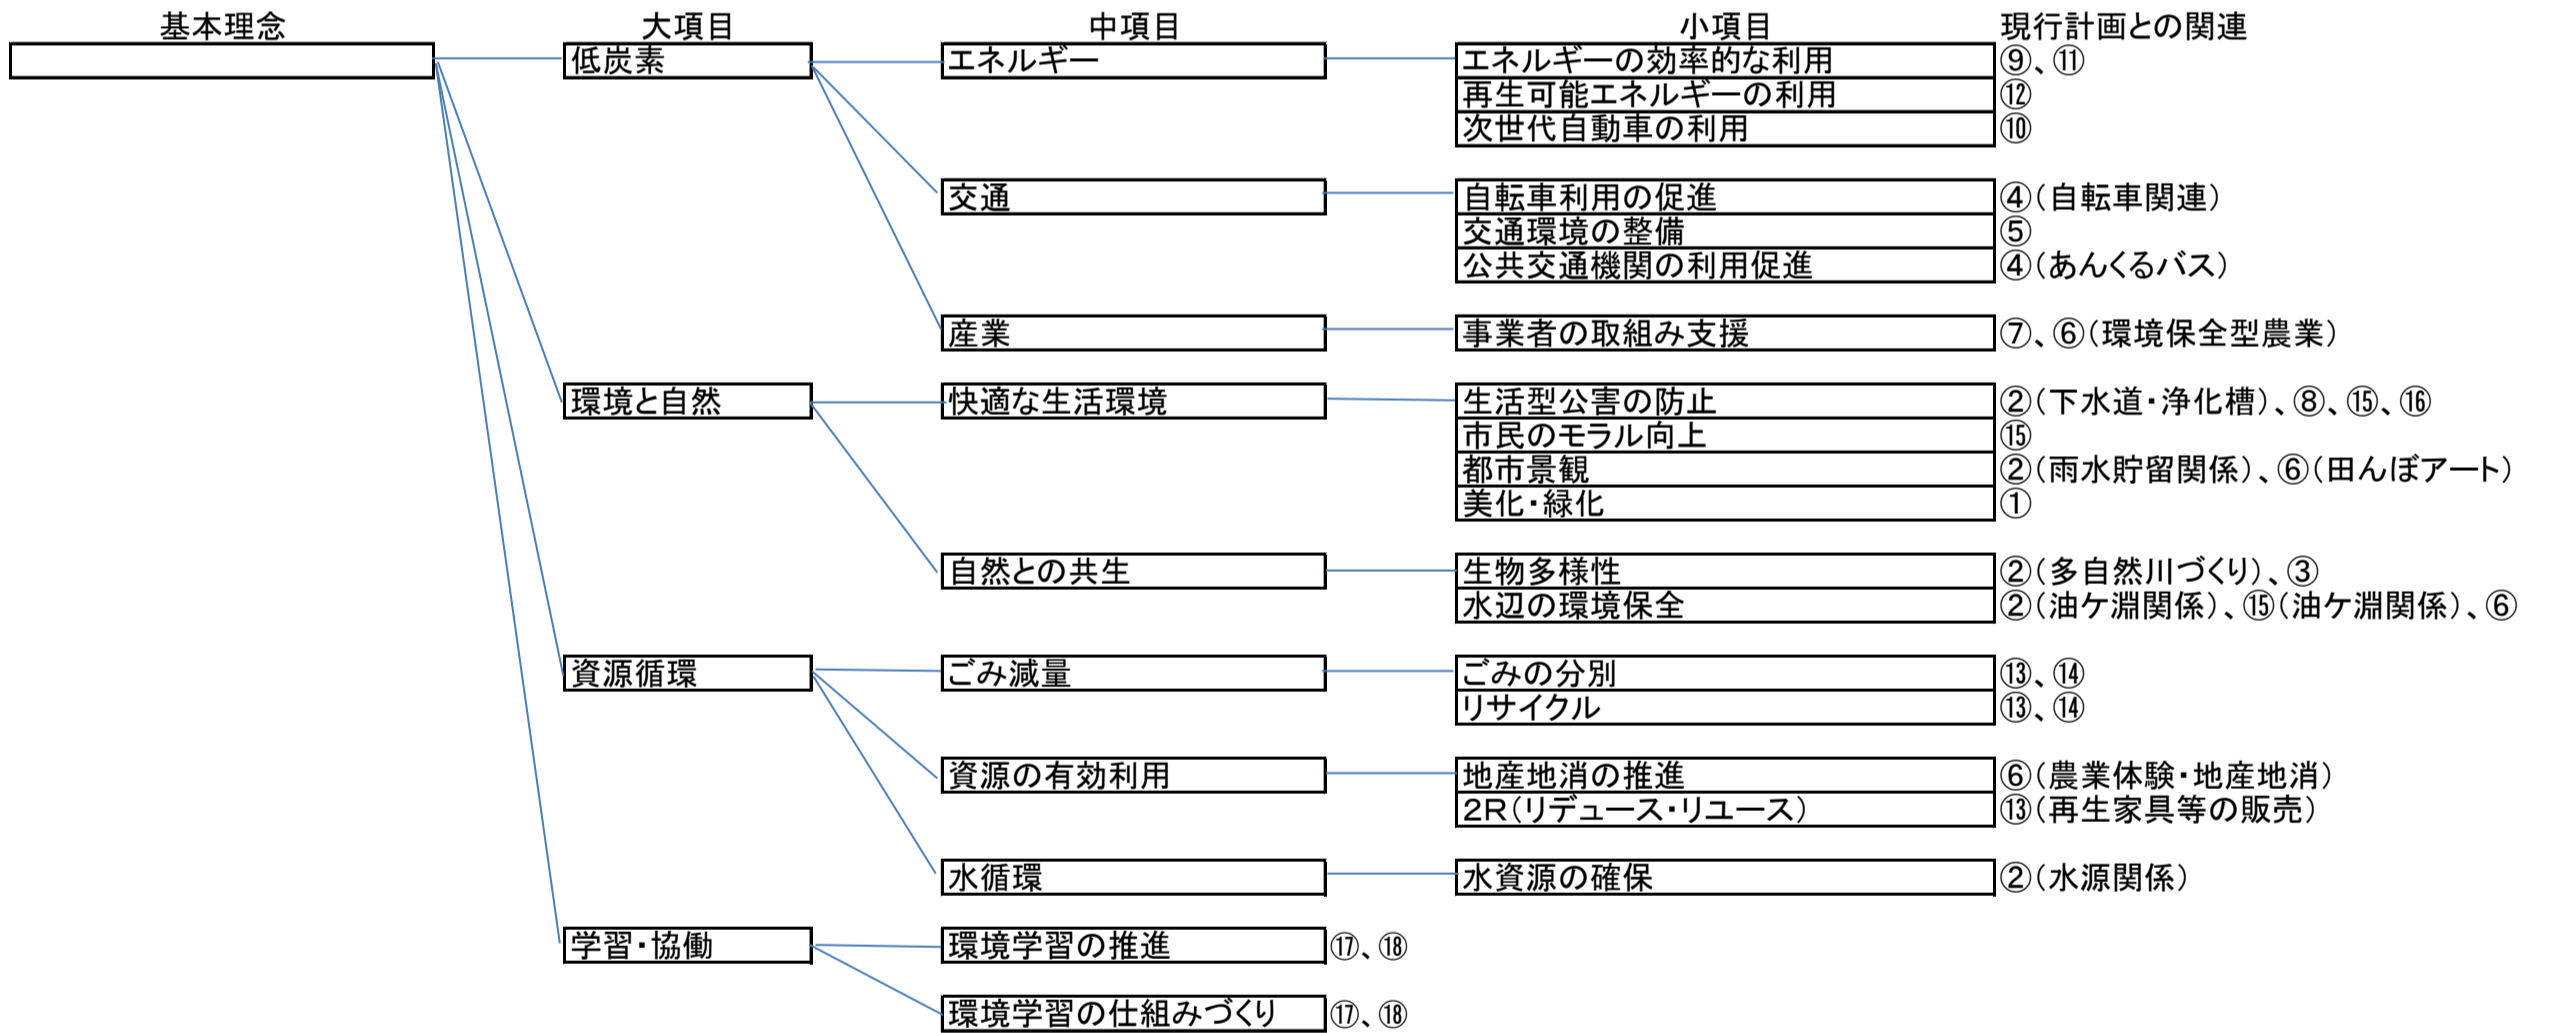 基本理念 大項目 中項目 小項目 現行計画との関連
低炭素 エネルギー エネルギーの効率的な利用 ⑨、⑪
再生可能エネルギーの利用 ⑫
次世代自動車の利用 ⑩
交通 自転車利用の促進 ④(自転車関連)
交通環境の整備 ⑤
公共交通機関の利用促進 ④(あんくるバス)
産業 事業者の取組み支援 ⑦、⑥(環境保全型農業)
環境と自然 快適な生活環境 生活型公害の防止 ②(下水道・浄化槽)、⑧、⑮、⑯
市民のモラル向上 ⑮
都市景観 ②(雨水貯留関係)、⑥(田んぼアート)
美化・緑化 ①
自然との共生 生物多様性 ②(多自然川づくり)、③
水辺の環境保全 ②(油ケ淵関係)、⑮(油ケ淵関係)、⑥
資源循環 ごみ減量 ごみの分別 ⑬、⑭
リサイクル ⑬、⑭
資源の有効利用 地産地消の推進 ⑥(農業体験・地産地消)
2R(リデュース・リユース) ⑬(再生家具等の販売)
水循環 水資源の確保 ②(水源関係)
学習・協働 環境学習の推進 ⑰、⑱
環境学習の仕組みづくり ⑰、⑱